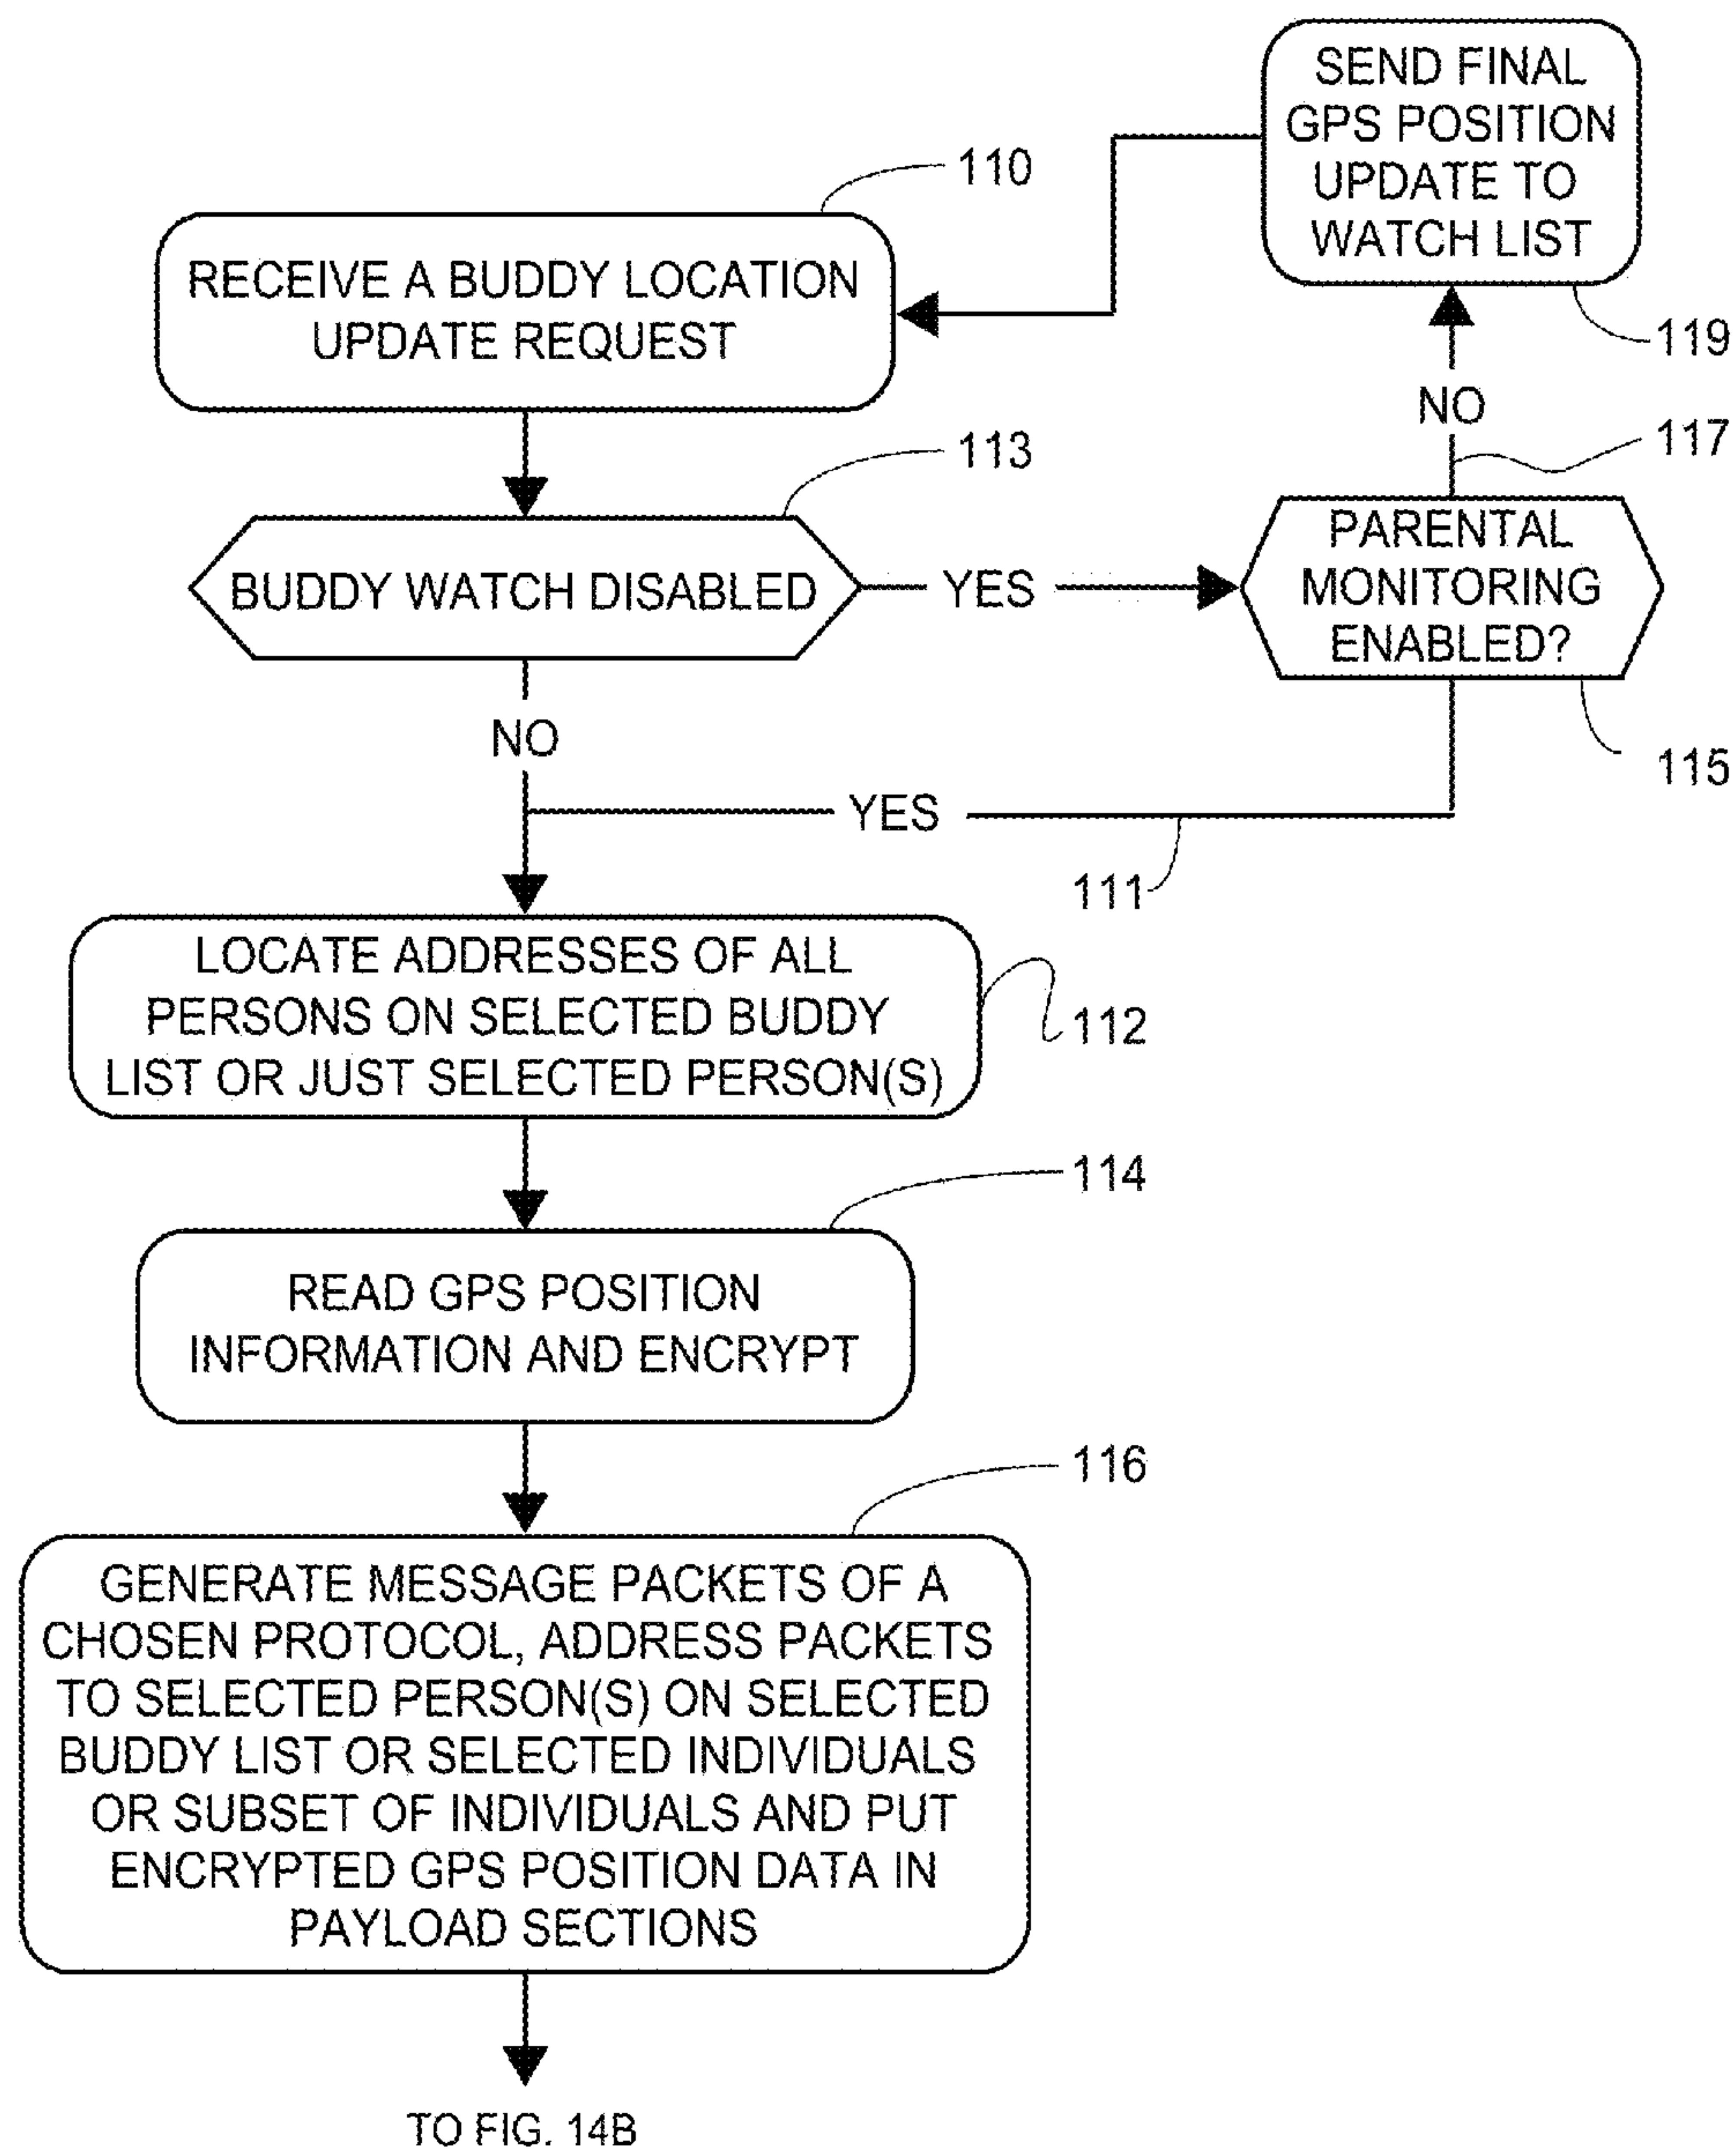 SEND FINAL
GPS POSITION
UPDATE TO
WATCH LIST
119
110
RECEIVE A BUDDY LOCATION
UPDATE REQUEST
NO
117
113
BUDDY WATCH DISABLED
YES
PARENTAL
MONITORING
ENABLED?
115
NO
YES
111
LOCATE ADDRESSES OF ALL
PERSONS ON SELECTED BUDDY
LIST OR JUST SELECTED PERSON(S)
112
114
READ GPS POSITION
INFORMATION AND ENCRYPT
116
GENERATE MESSAGE PACKETS OF A
CHOSEN PROTOCOL, ADDRESS PACKETS
TO SELECTED PERSON(S) ON SELECTED
BUDDY LIST OR SELECTED INDIVIDUALS
OR SUBSET OF INDIVIDUALS AND PUT
ENCRYPTED GPS POSITION DATA IN
PAYLOAD SECTIONS
TO FIG. 14B